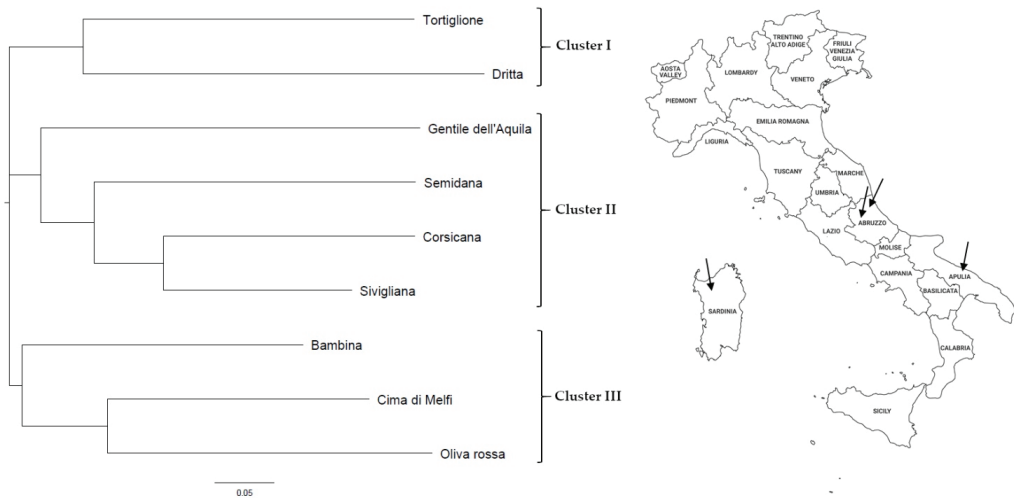 Tortiglione
Cluster I
Dritta
Gentile dell'Aquila
Semidana
Cluster II
Corsicana
Sivigliana
Bambina
Cima di Melfi
Cluster III
Oliva rossa
0.05
TRENTINO
ALTO ADIGE
FRIULI
VENEZIA
GIULIA
AOSTA
VALLEY
LOMBARDY
VENETO
PIEDMONT
EMILIA ROMAGNA
LIGURIA
TUSCANY
MARCHE
UMBRIA
ABRUZZO
LAZIO
MOLISE
CAMPANIA
APULIA
BASILICATA
SARDINIA
CALABRIA
SICILY